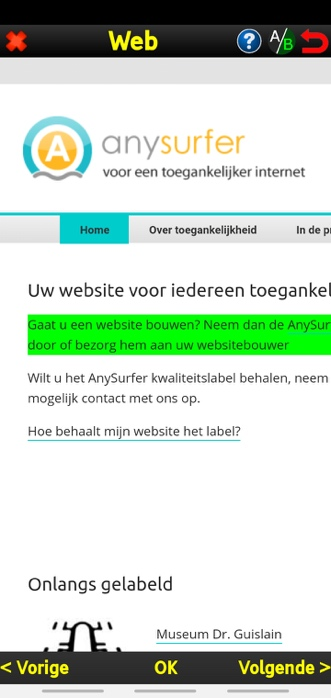 Web
?
A/B
A
anysurfer
voor een toegankelijker internet
Home Over toegankelijkheid In de p
Uw website voor iedereen toegankel
Gaat u een website bouwen? Neem dan de AnySur
door of bezorg hem aan uw websitebouwer
Wilt u het AnySurfer kwaliteitslabel behalen, neem
mogelijk contact met ons op.
Hoe behaalt mijn website het label?
Onlangs gelabeld
Museum Dr. Guislain
< Vorige OK Volgende >